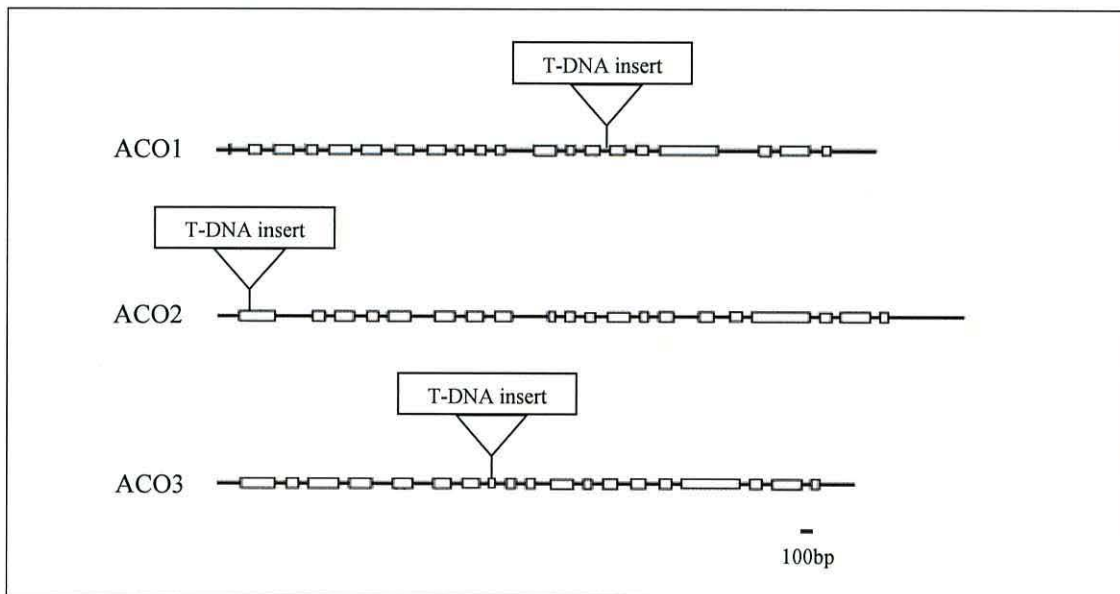 T-DNA insert
ACO1
T-DNA insert
ACO2
T-DNA insert
ACO3
100bp